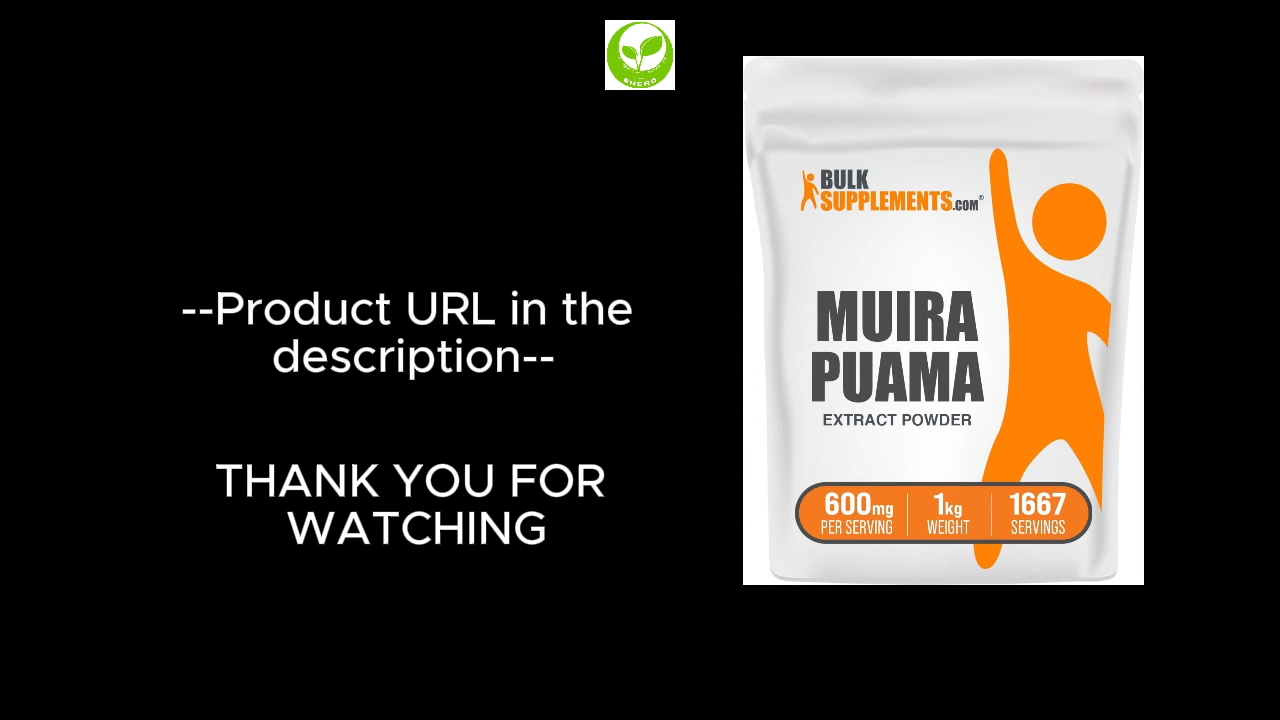 --Product URL in the
description--
THANK YOU FOR
WATCHING
BULK
SUPPLEMENTS.COM®
MUIRA
PUAMA
EXTRACT POWDER
600mg
PER SERVING
1kg
WEIGHT
1667
SERVINGS